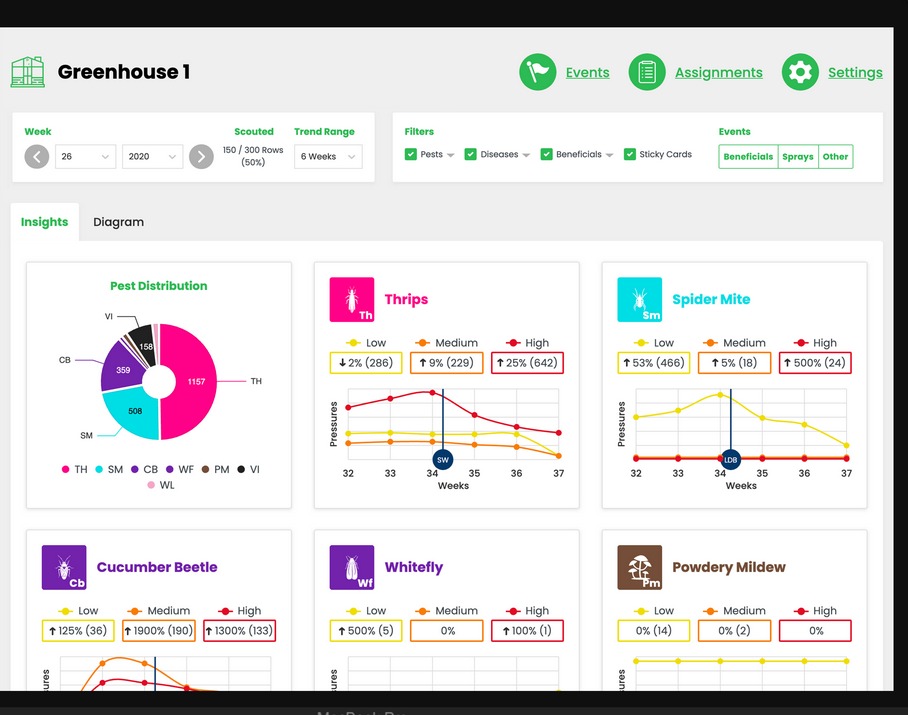 Greenhouse 1
Events
Assignments
Settings
Week
26
2020
Scouted
150 / 300 Rows
(50%)
Trend Range
6 Weeks
Filters
Pests
Diseases
Beneficials
Sticky Cards
Events
Beneficials
Sprays
Other
Insights
Diagram
Pest Distribution
VI
158
CB
359
1157
TH
508
SM
TH SM CB WF PM VI
WL
Th
Thrips
Low Medium High
↓2% (286) ↑9% (229) ↑25% (642)
Pressures
SW
32 33 34 35 36 37
Weeks
Sm
Spider Mite
Low Medium High
↑53% (466) ↑5% (18) ↑500% (24)
Pressures
LDB
32 33 34 35 36 37
Weeks
Cb
Cucumber Beetle
Low Medium High
↑125% (36) ↑1900% (190) ↑1300% (133)
Wf
Whitefly
Low Medium High
↑500% (5) 0% ↑100% (1)
Pm
Powdery Mildew
Low Medium High
0% (14) 0% (2) 0%